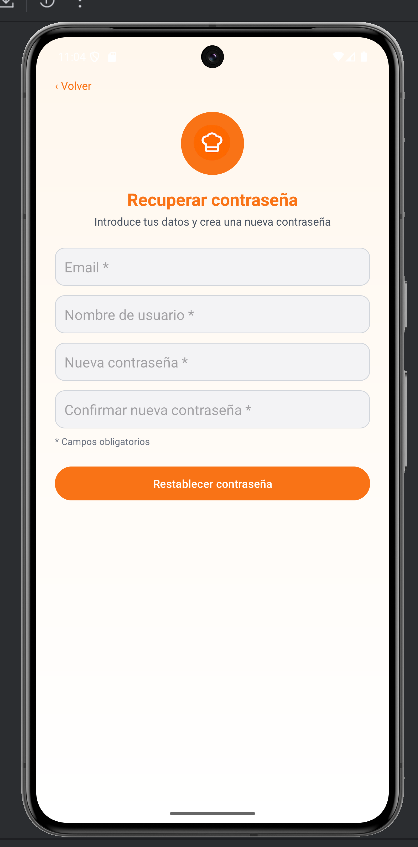 ‹ Volver
Recuperar contraseña
Introduce tus datos y crea una nueva contraseña
Email *
Nombre de usuario *
Nueva contraseña *
Confirmar nueva contraseña *
* Campos obligatorios
Restablecer contraseña